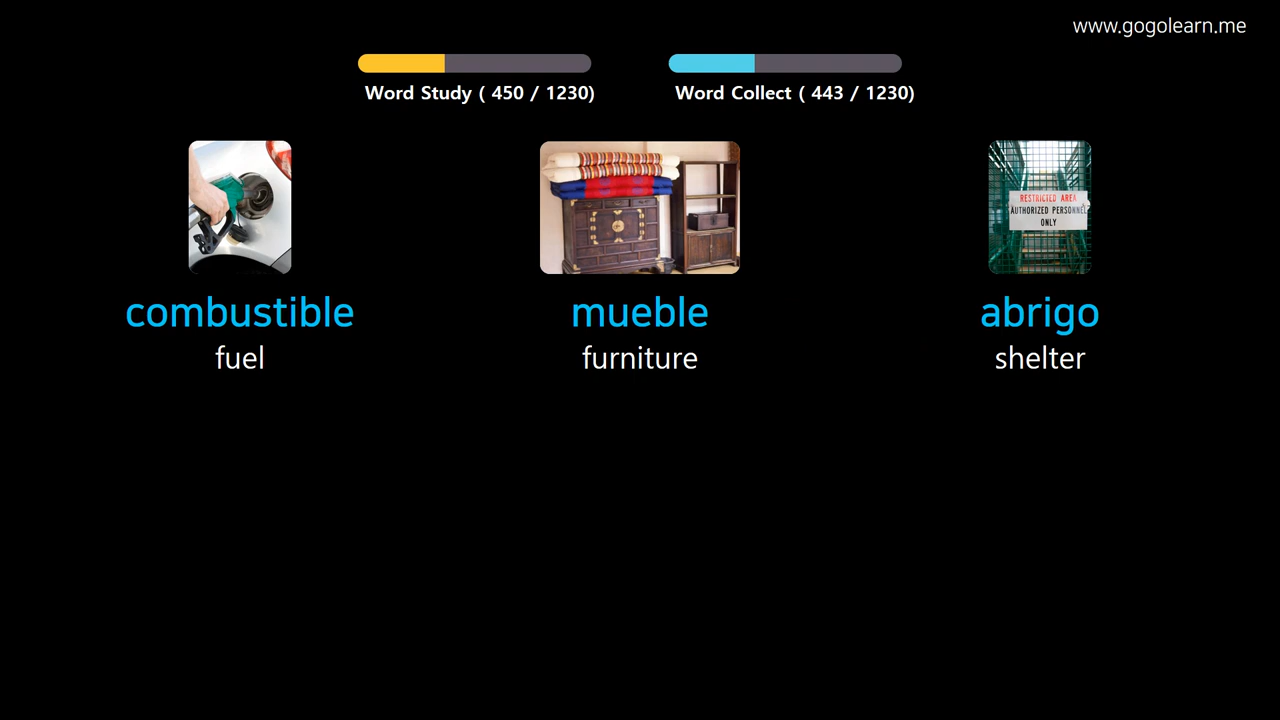 www.gogolearn.me
Word Study ( 450 / 1230)
Word Collect ( 443 / 1230)
RESTRICTED AREA
AUTHORIZED PERSONNEL
ONLY
combustible
fuel
mueble
furniture
abrigo
shelter